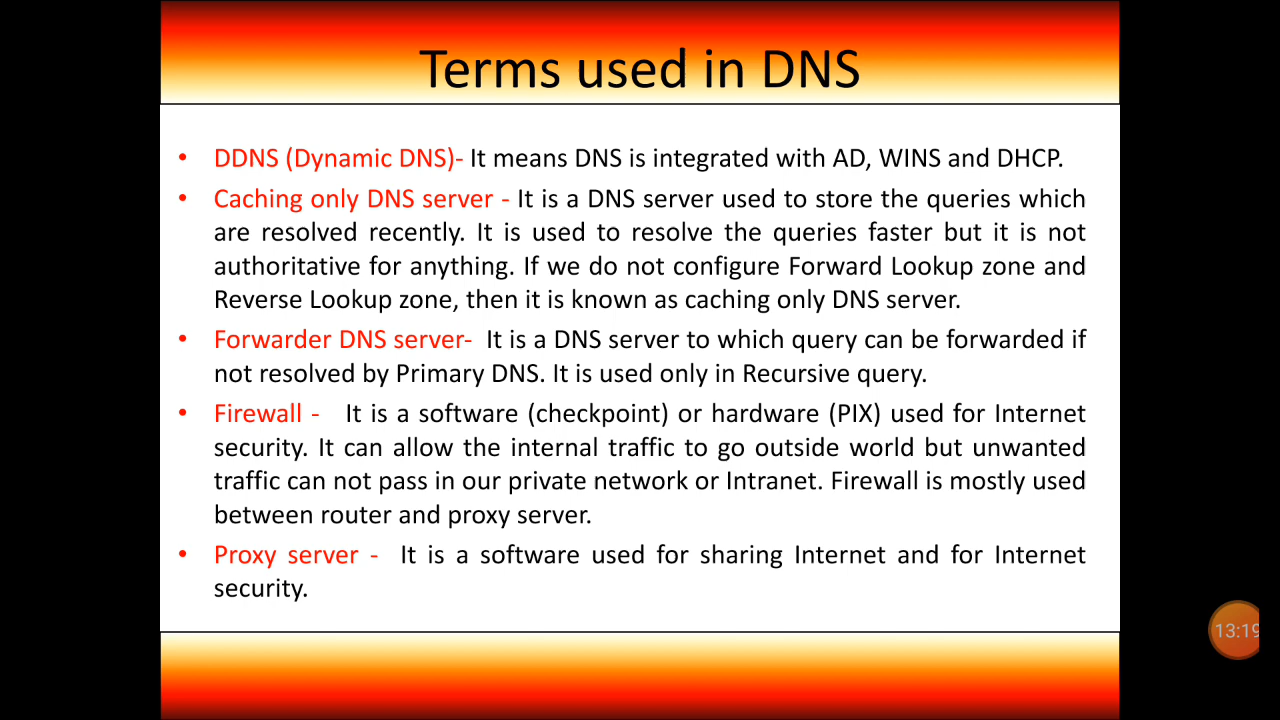 Terms used in DNS
• DDNS (Dynamic DNS)- It means DNS is integrated with AD, WINS and DHCP.
• Caching only DNS server - It is a DNS server used to store the queries which
are resolved recently. It is used to resolve the queries faster but it is not
authoritative for anything. If we do not configure Forward Lookup zone and
Reverse Lookup zone, then it is known as caching only DNS server.
• Forwarder DNS server- It is a DNS server to which query can be forwarded if
not resolved by Primary DNS. It is used only in Recursive query.
• Firewall - It is a software (checkpoint) or hardware (PIX) used for Internet
security. It can allow the internal traffic to go outside world but unwanted
traffic can not pass in our private network or Intranet. Firewall is mostly used
between router and proxy server.
• Proxy server - It is a software used for sharing Internet and for Internet
security.
13:19